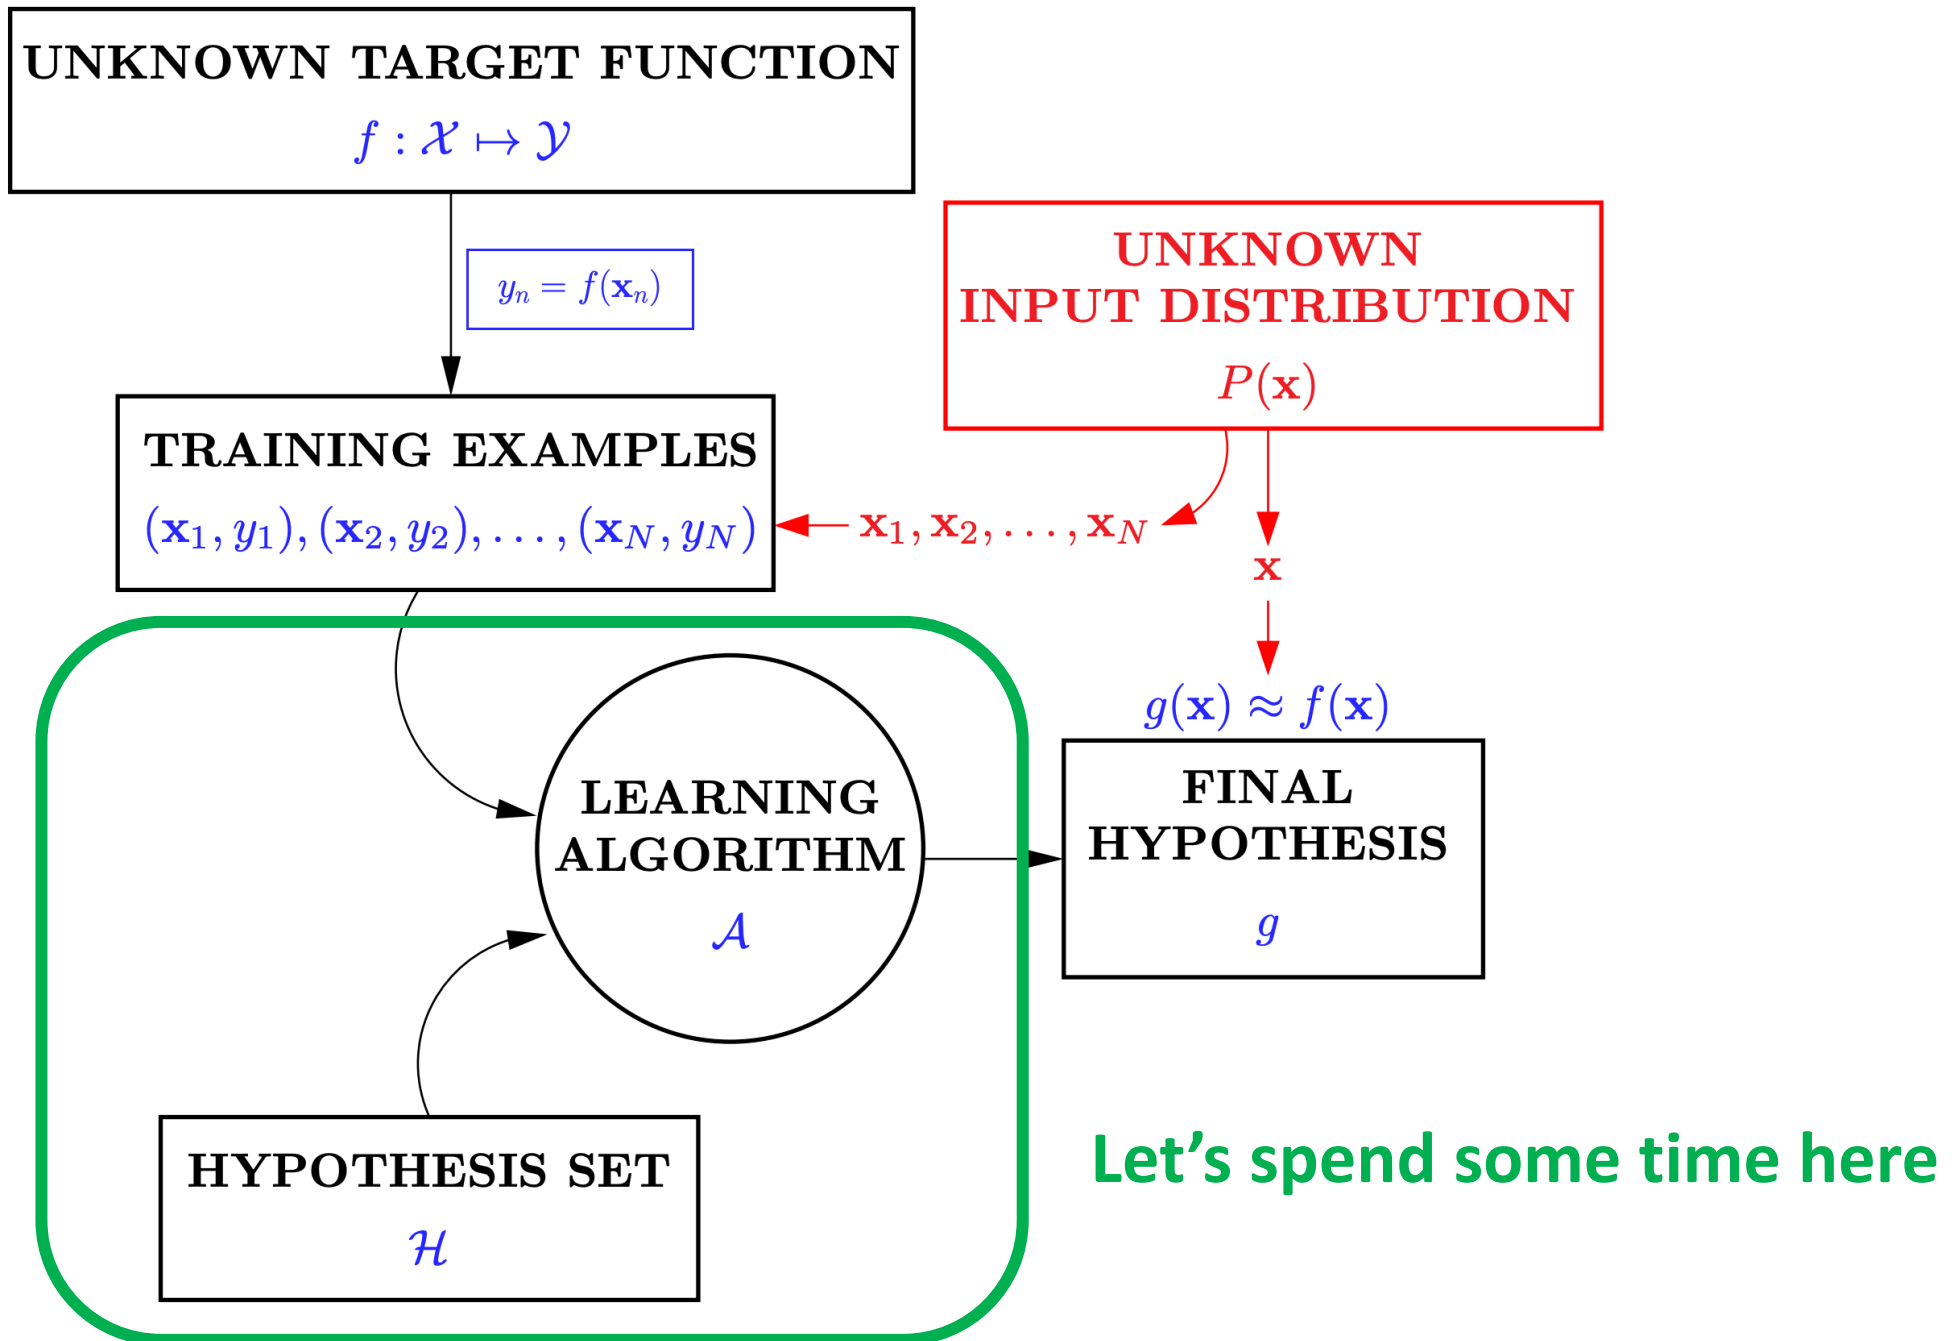 UNKNOWN TARGET FUNCTION
f : 𝒳 ↦ 𝒴
yₙ = f(𝐱ₙ)
UNKNOWN
INPUT DISTRIBUTION
P(𝐱)
TRAINING EXAMPLES
(𝐱₁, y₁), (𝐱₂, y₂), . . . , (𝐱_N, y_N)
𝐱₁, 𝐱₂, . . . , 𝐱_N
𝐱
g(𝐱) ≈ f(𝐱)
LEARNING
ALGORITHM
𝒜
FINAL
HYPOTHESIS
g
HYPOTHESIS SET
ℋ
Let’s spend some time here